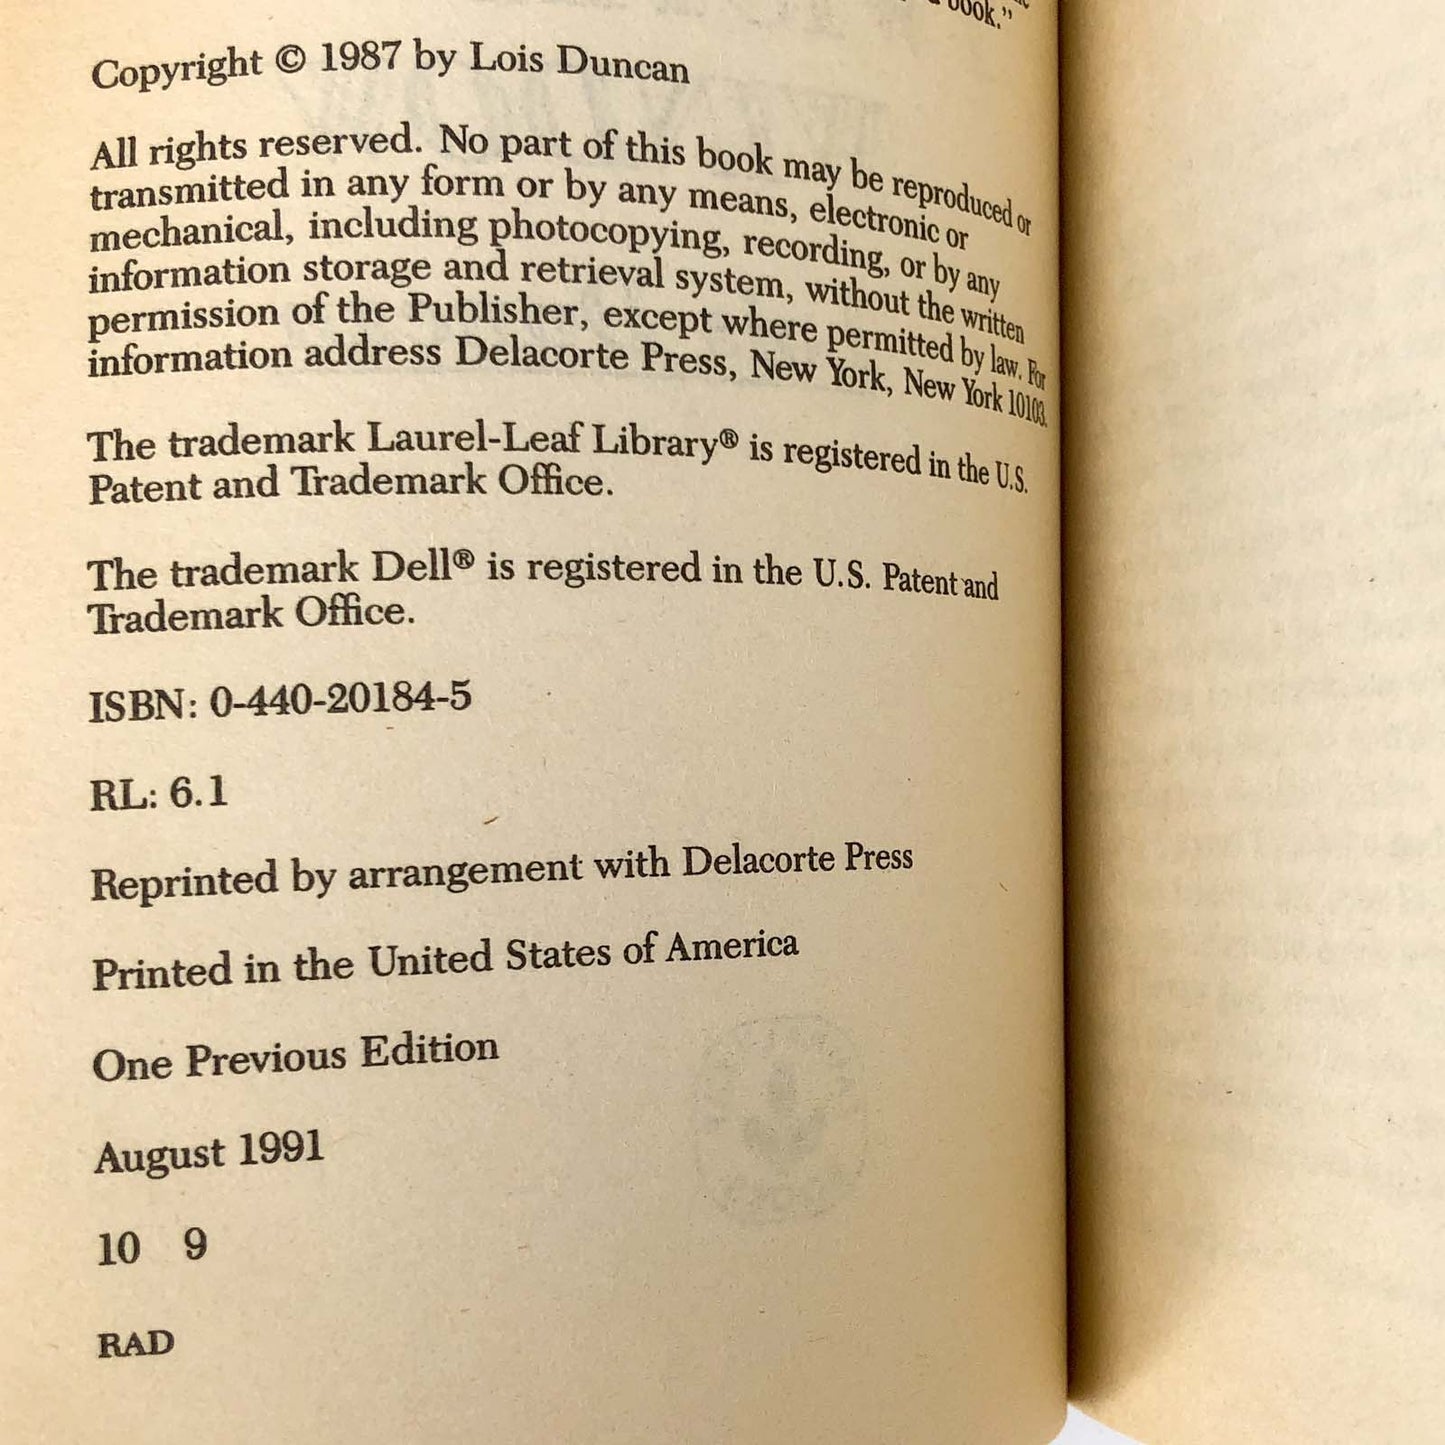 book.”
Copyright © 1987 by Lois Duncan
All rights reserved. No part of this book may be reproduced or
transmitted in any form or by any means, electronic or
mechanical, including photocopying, recording, or by any
information storage and retrieval system, without the written
permission of the Publisher, except where permitted by law. For
information address Delacorte Press, New York, New York 10103.
The trademark Laurel-Leaf Library® is registered in the U.S.
Patent and Trademark Office.
The trademark Dell® is registered in the U.S. Patent and
Trademark Office.
ISBN: 0-440-20184-5
RL: 6.1
Reprinted by arrangement with Delacorte Press
Printed in the United States of America
One Previous Edition
August 1991
10 9
RAD